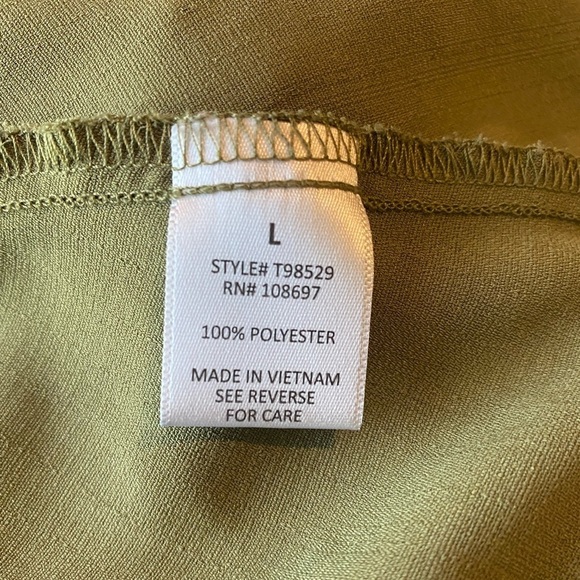 L
STYLE# T98529
RN# 108697
100% POLYESTER
MADE IN VIETNAM
SEE REVERSE
FOR CARE